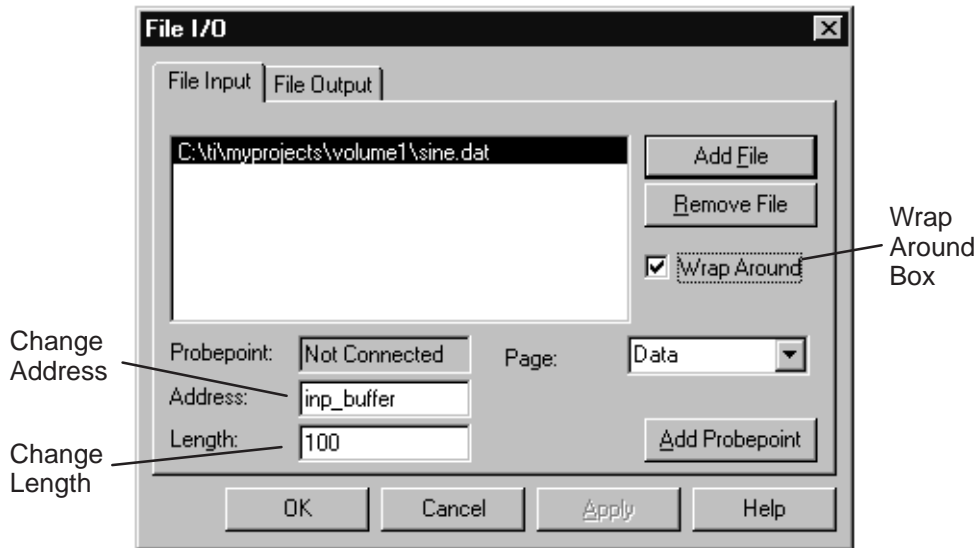 File I/O
File Input
File Output
C:\ti\myprojects\volume1\sine.dat
Add File
Remove File
Wrap Around
Wrap
Around
Box
Change
Address
Probepoint:
Not Connected
Page:
Data
Address:
inp_buffer
Change
Length
Length:
100
Add Probepoint
OK
Cancel
Apply
Help